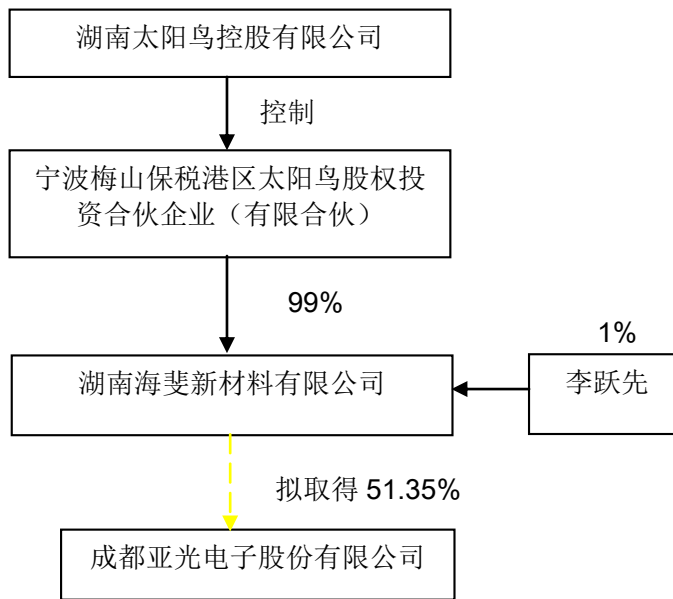 湖南太阳鸟控股有限公司
控制
宁波梅山保税港区太阳鸟股权投
资合伙企业（有限合伙）
99%
1%
湖南海斐新材料有限公司
李跃先
拟取得 51.35%
成都亚光电子股份有限公司